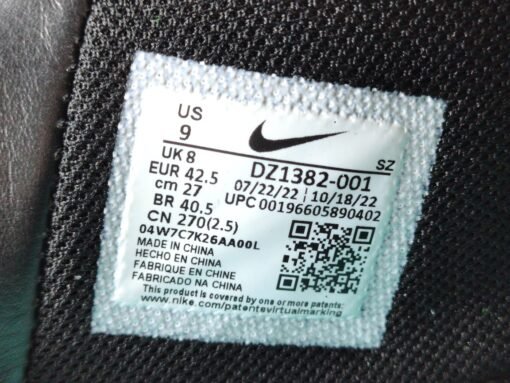 US
9
SZ
UK 8
DZ1382-001
EUR 42.5
07/22/22 | 10/18/22
cm 27
UPC 00196605890402
BR 40.5
CN 270(2.5)
04W7C7K26AA00L
MADE IN CHINA
HECHO EN CHINA
FABRIQUE EN CHINE
FABRICADO NA CHINA
This product is covered by one or more patents:
www.nike.com/patentevirtualmarking